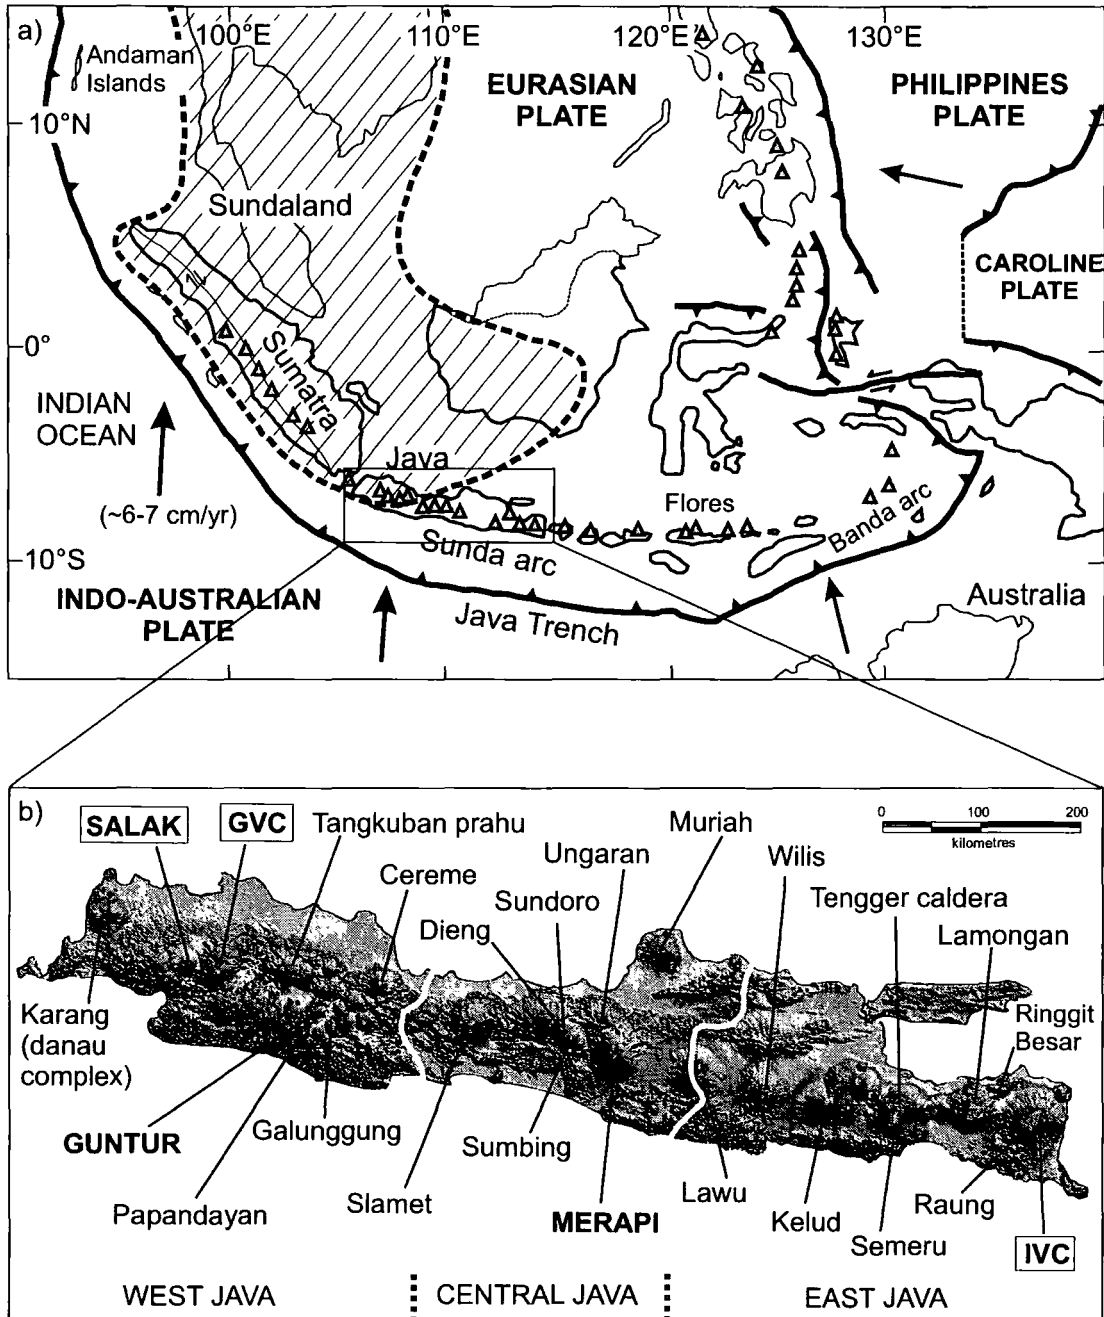 a)
100°E
110°E
120°E
130°E
Andaman
Islands
EURASIAN
PLATE
PHILIPPINES
PLATE
10°N
Sundaland
CAROLINE
PLATE
0°
Sumatra
INDIAN
OCEAN
(~6-7 cm/yr)
Java
Flores
Banda arc
Sunda arc
10°S
INDO-AUSTRALIAN
PLATE
Java Trench
Australia
b)
SALAK
GVC
Tangkuban prahu
Muriah
0 100 200
kilometres
Cereme
Ungaran
Wilis
Sundoro
Tengger caldera
Dieng
Lamongan
Karang
(danau
complex)
Ringgit
Besar
GUNTUR
Galunggung
Sumbing
Papandayan
Slamet
MERAPI
Lawu
Kelud
Raung
Semeru
IVC
WEST JAVA
CENTRAL JAVA
EAST JAVA